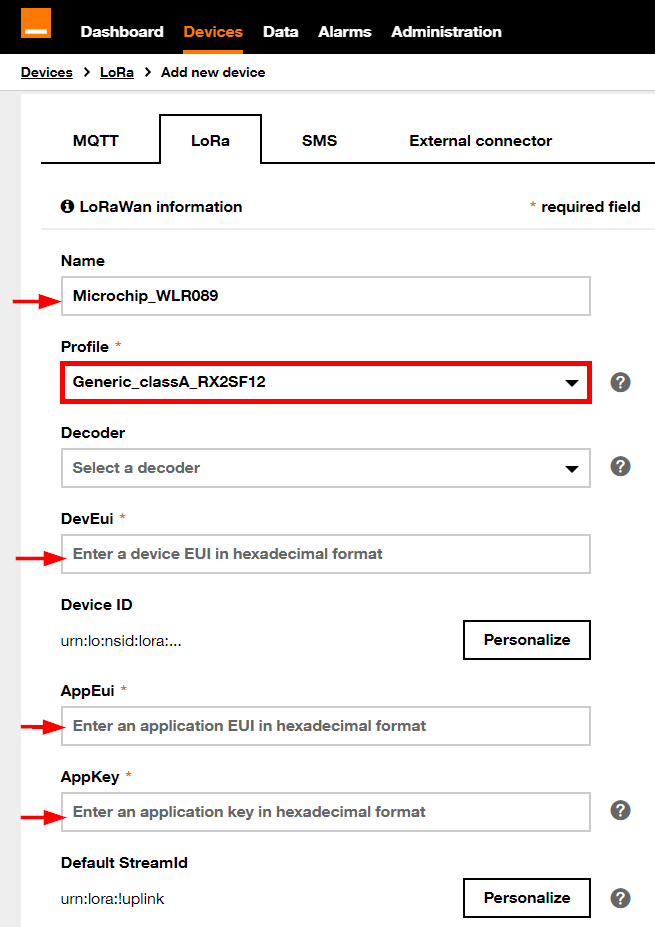 Dashboard Devices Data Alarms Administration
Devices > LoRa > Add new device
MQTT LoRa SMS External connector
LoRaWan information * required field
Name
Microchip_WLR089
Profile *
Generic_classA_RX2SF12 ?
Decoder
Select a decoder ?
DevEui *
Enter a device EUI in hexadecimal format
Device ID
urn:lo:nsid:lora:... Personalize
AppEui *
Enter an application EUI in hexadecimal format
AppKey *
Enter an application key in hexadecimal format ?
Default StreamId
urn:lora:!uplink Personalize ?